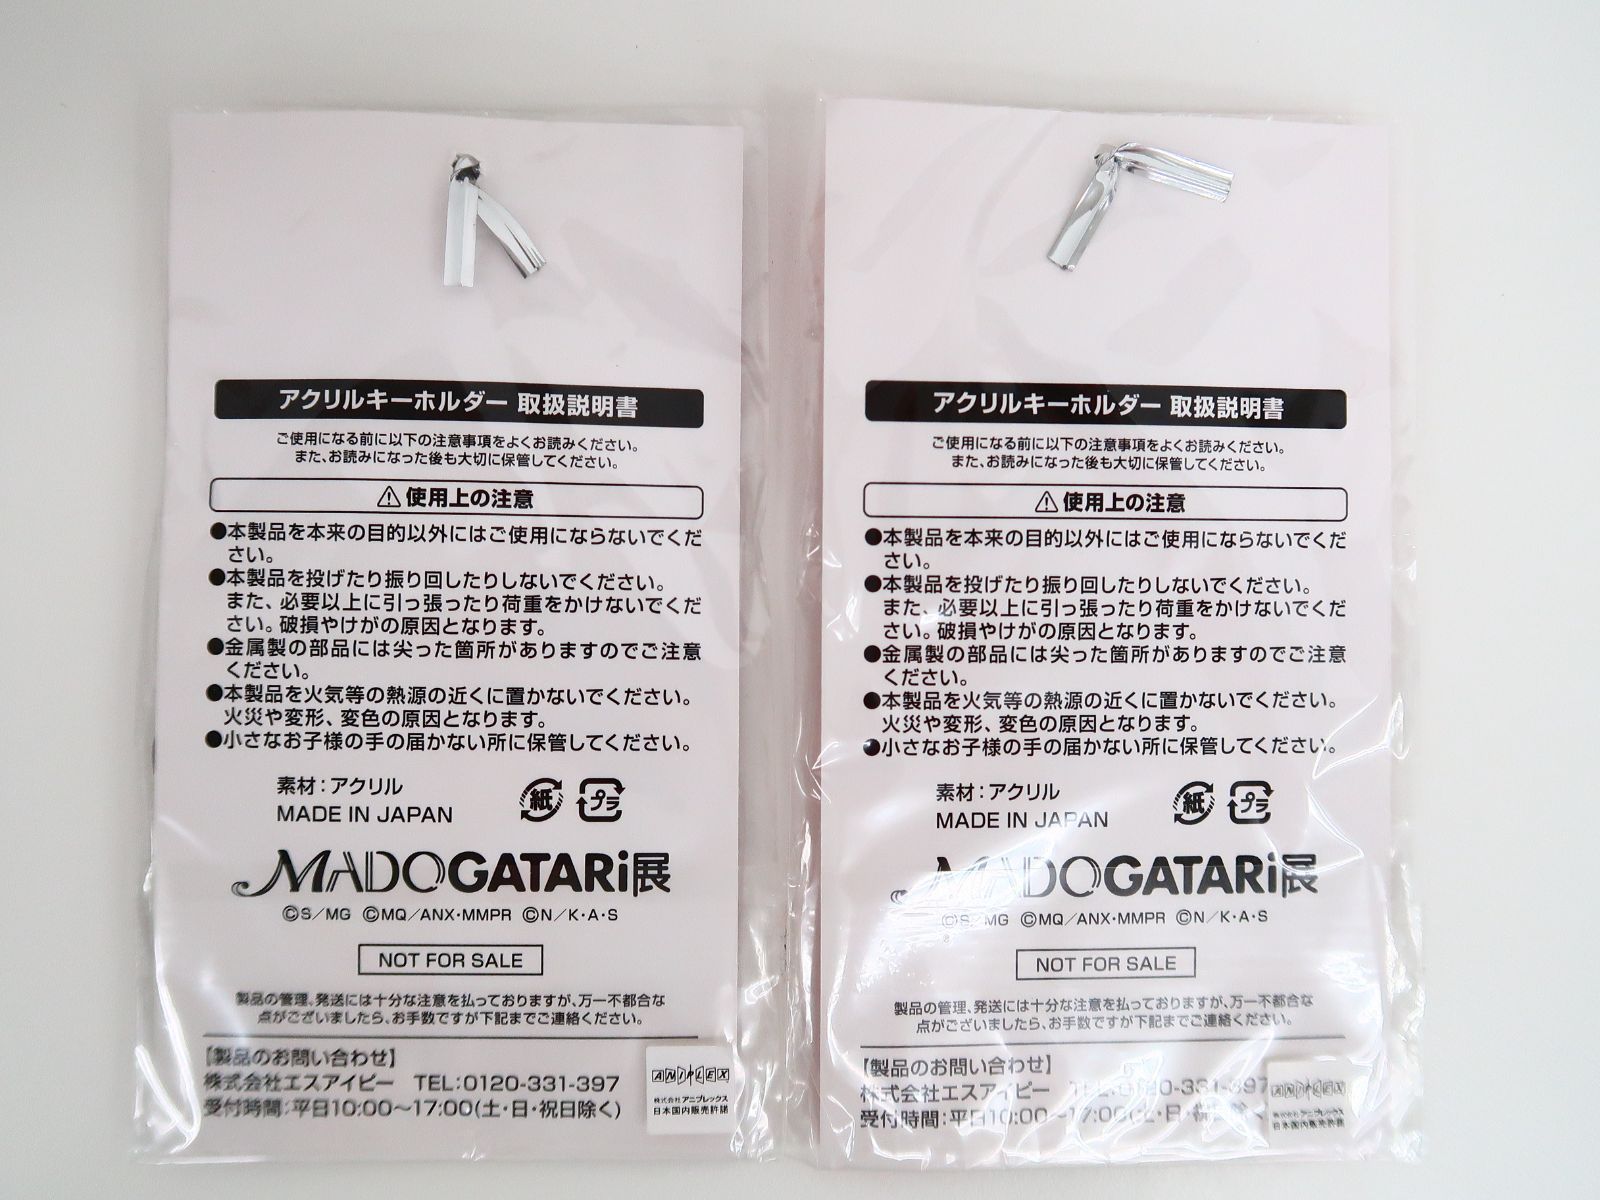 アクリルキーホルダー 取扱説明書
ご使用になる前に以下の注意事項をよくお読みください。
また、お読みになった後も大切に保管してください。
⚠使用上の注意
●本製品を本来の目的以外にはご使用にならないでくだ
さい。
●本製品を投げたり振り回したりしないでください。
また、必要以上に引っ張ったり荷重をかけないでくだ
さい。破損やけがの原因となります。
●金属製の部品には尖った箇所がありますのでご注意
ください。
●本製品を火気等の熱源の近くに置かないでください。
火災や変形、変色の原因となります。
●小さなお子様の手の届かない所に保管してください。
素材：アクリル
MADE IN JAPAN
紙
プラ
MADOGATARi展
©S／MG ©MQ／ANX・MMPR ©N／K・A・S
NOT FOR SALE
製品の管理、発送には十分な注意を払っておりますが、万一不都合な
点がございましたら、お手数ですが下記までご連絡ください。
【製品のお問い合わせ】
株式会社エスアイピー TEL：0120-331-397
受付時間：平日10:00〜17:00（土・日・祝日除く）
ANIPLEX
株式会社アニプレックス
日本国内販売許諾
アクリルキーホルダー 取扱説明書
ご使用になる前に以下の注意事項をよくお読みください。
また、お読みになった後も大切に保管してください。
⚠使用上の注意
●本製品を本来の目的以外にはご使用にならないでくだ
さい。
●本製品を投げたり振り回したりしないでください。
また、必要以上に引っ張ったり荷重をかけないでくだ
さい。破損やけがの原因となります。
●金属製の部品には尖った箇所がありますのでご注意
ください。
●本製品を火気等の熱源の近くに置かないでください。
火災や変形、変色の原因となります。
●小さなお子様の手の届かない所に保管してください。
素材：アクリル
MADE IN JAPAN
紙
プラ
MADOGATARi展
©S／MG ©MQ／ANX・MMPR ©N／K・A・S
NOT FOR SALE
製品の管理、発送には十分な注意を払っておりますが、万一不都合な
点がございましたら、お手数ですが下記までご連絡ください。
【製品のお問い合わせ】
株式会社エスアイピー TEL：0120-331-397
受付時間：平日10:00〜17:00（土・日・祝日除く）
ANIPLEX
株式会社アニプレックス
日本国内販売許諾